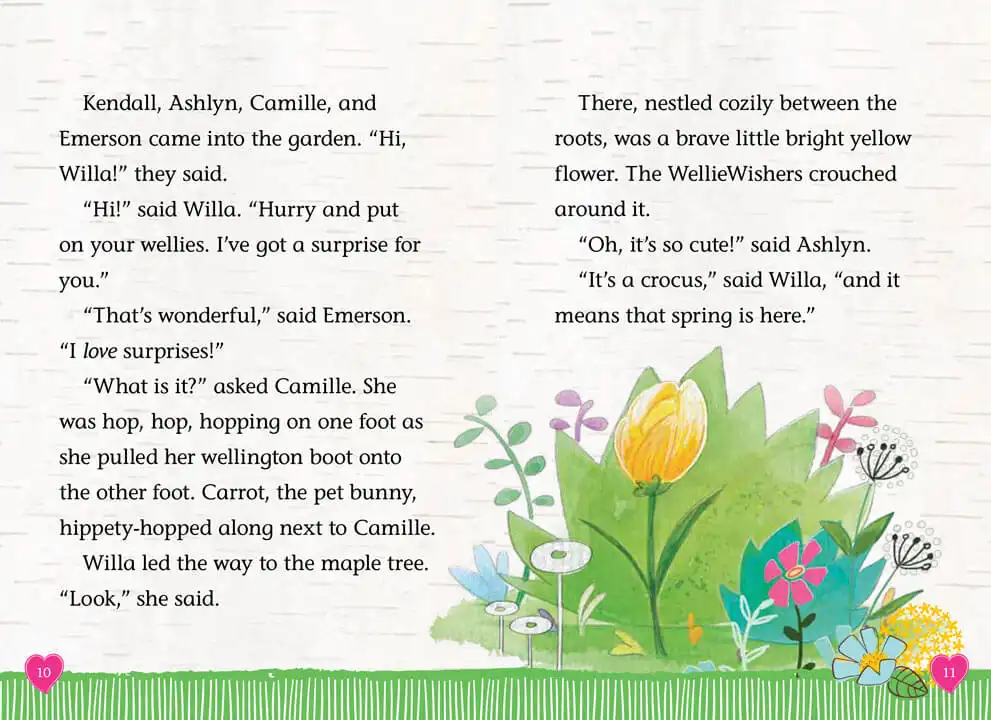 Kendall, Ashlyn, Camille, and
Emerson came into the garden. “Hi,
Willa!” they said.
“Hi!” said Willa. “Hurry and put
on your wellies. I’ve got a surprise for
you.”
“That’s wonderful,” said Emerson.
“I love surprises!”
“What is it?” asked Camille. She
was hop, hop, hopping on one foot as
she pulled her wellington boot onto
the other foot. Carrot, the pet bunny,
hippety-hopped along next to Camille.
Willa led the way to the maple tree.
“Look,” she said.
10
There, nestled cozily between the
roots, was a brave little bright yellow
flower. The WellieWishers crouched
around it.
“Oh, it’s so cute!” said Ashlyn.
“It’s a crocus,” said Willa, “and it
means that spring is here.”
11